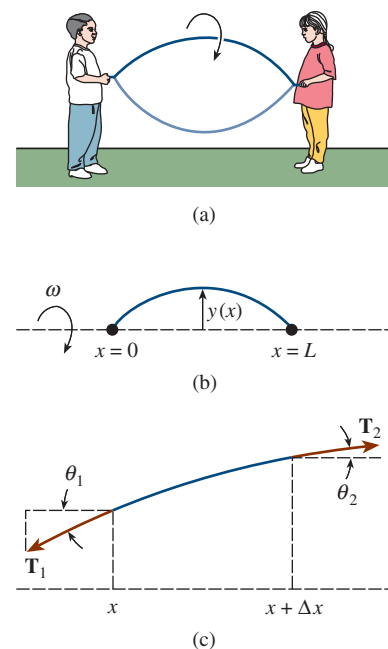 (a)
ω
y(x)
x = 0
x = L
(b)
θ₁
T₂
θ₂
T₁
x
x + Δx
(c)